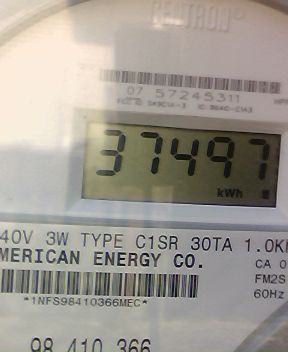 CENTRON®
07 57245311
37497
kWh
40V 3W TYPE C1SR 30TA 1.0K
MERICAN ENERGY CO.
CA 0
FM2S
*1NFS98410366MEC*
60Hz
98 410 366